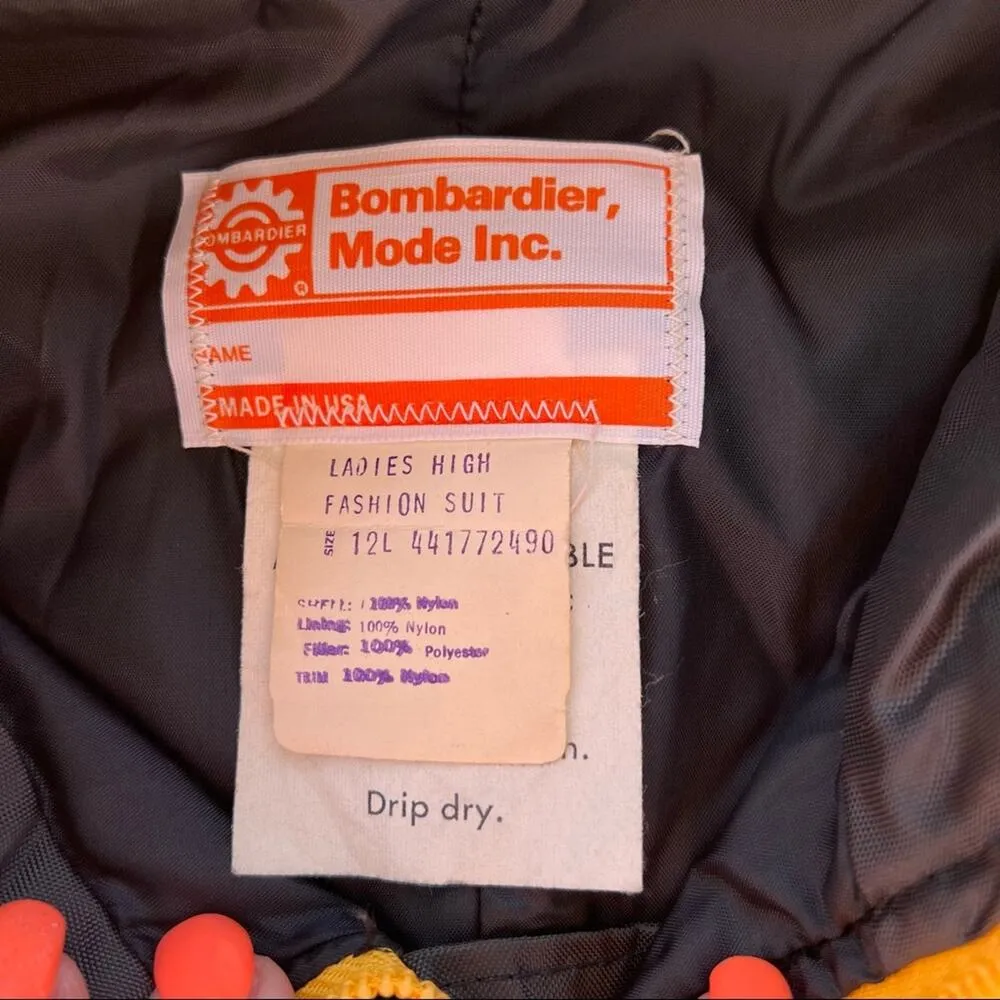 Bombardier,
Mode Inc.
OMBARDIER
®
NAME
MADE IN USA
LADIES HIGH
FASHION SUIT
SIZE 12L 441772490
BLE
SHELL: 100% Nylon
Lining: 100% Nylon
Filler: 100% Polyester
TRIM 100% Nylon
n.
Drip dry.